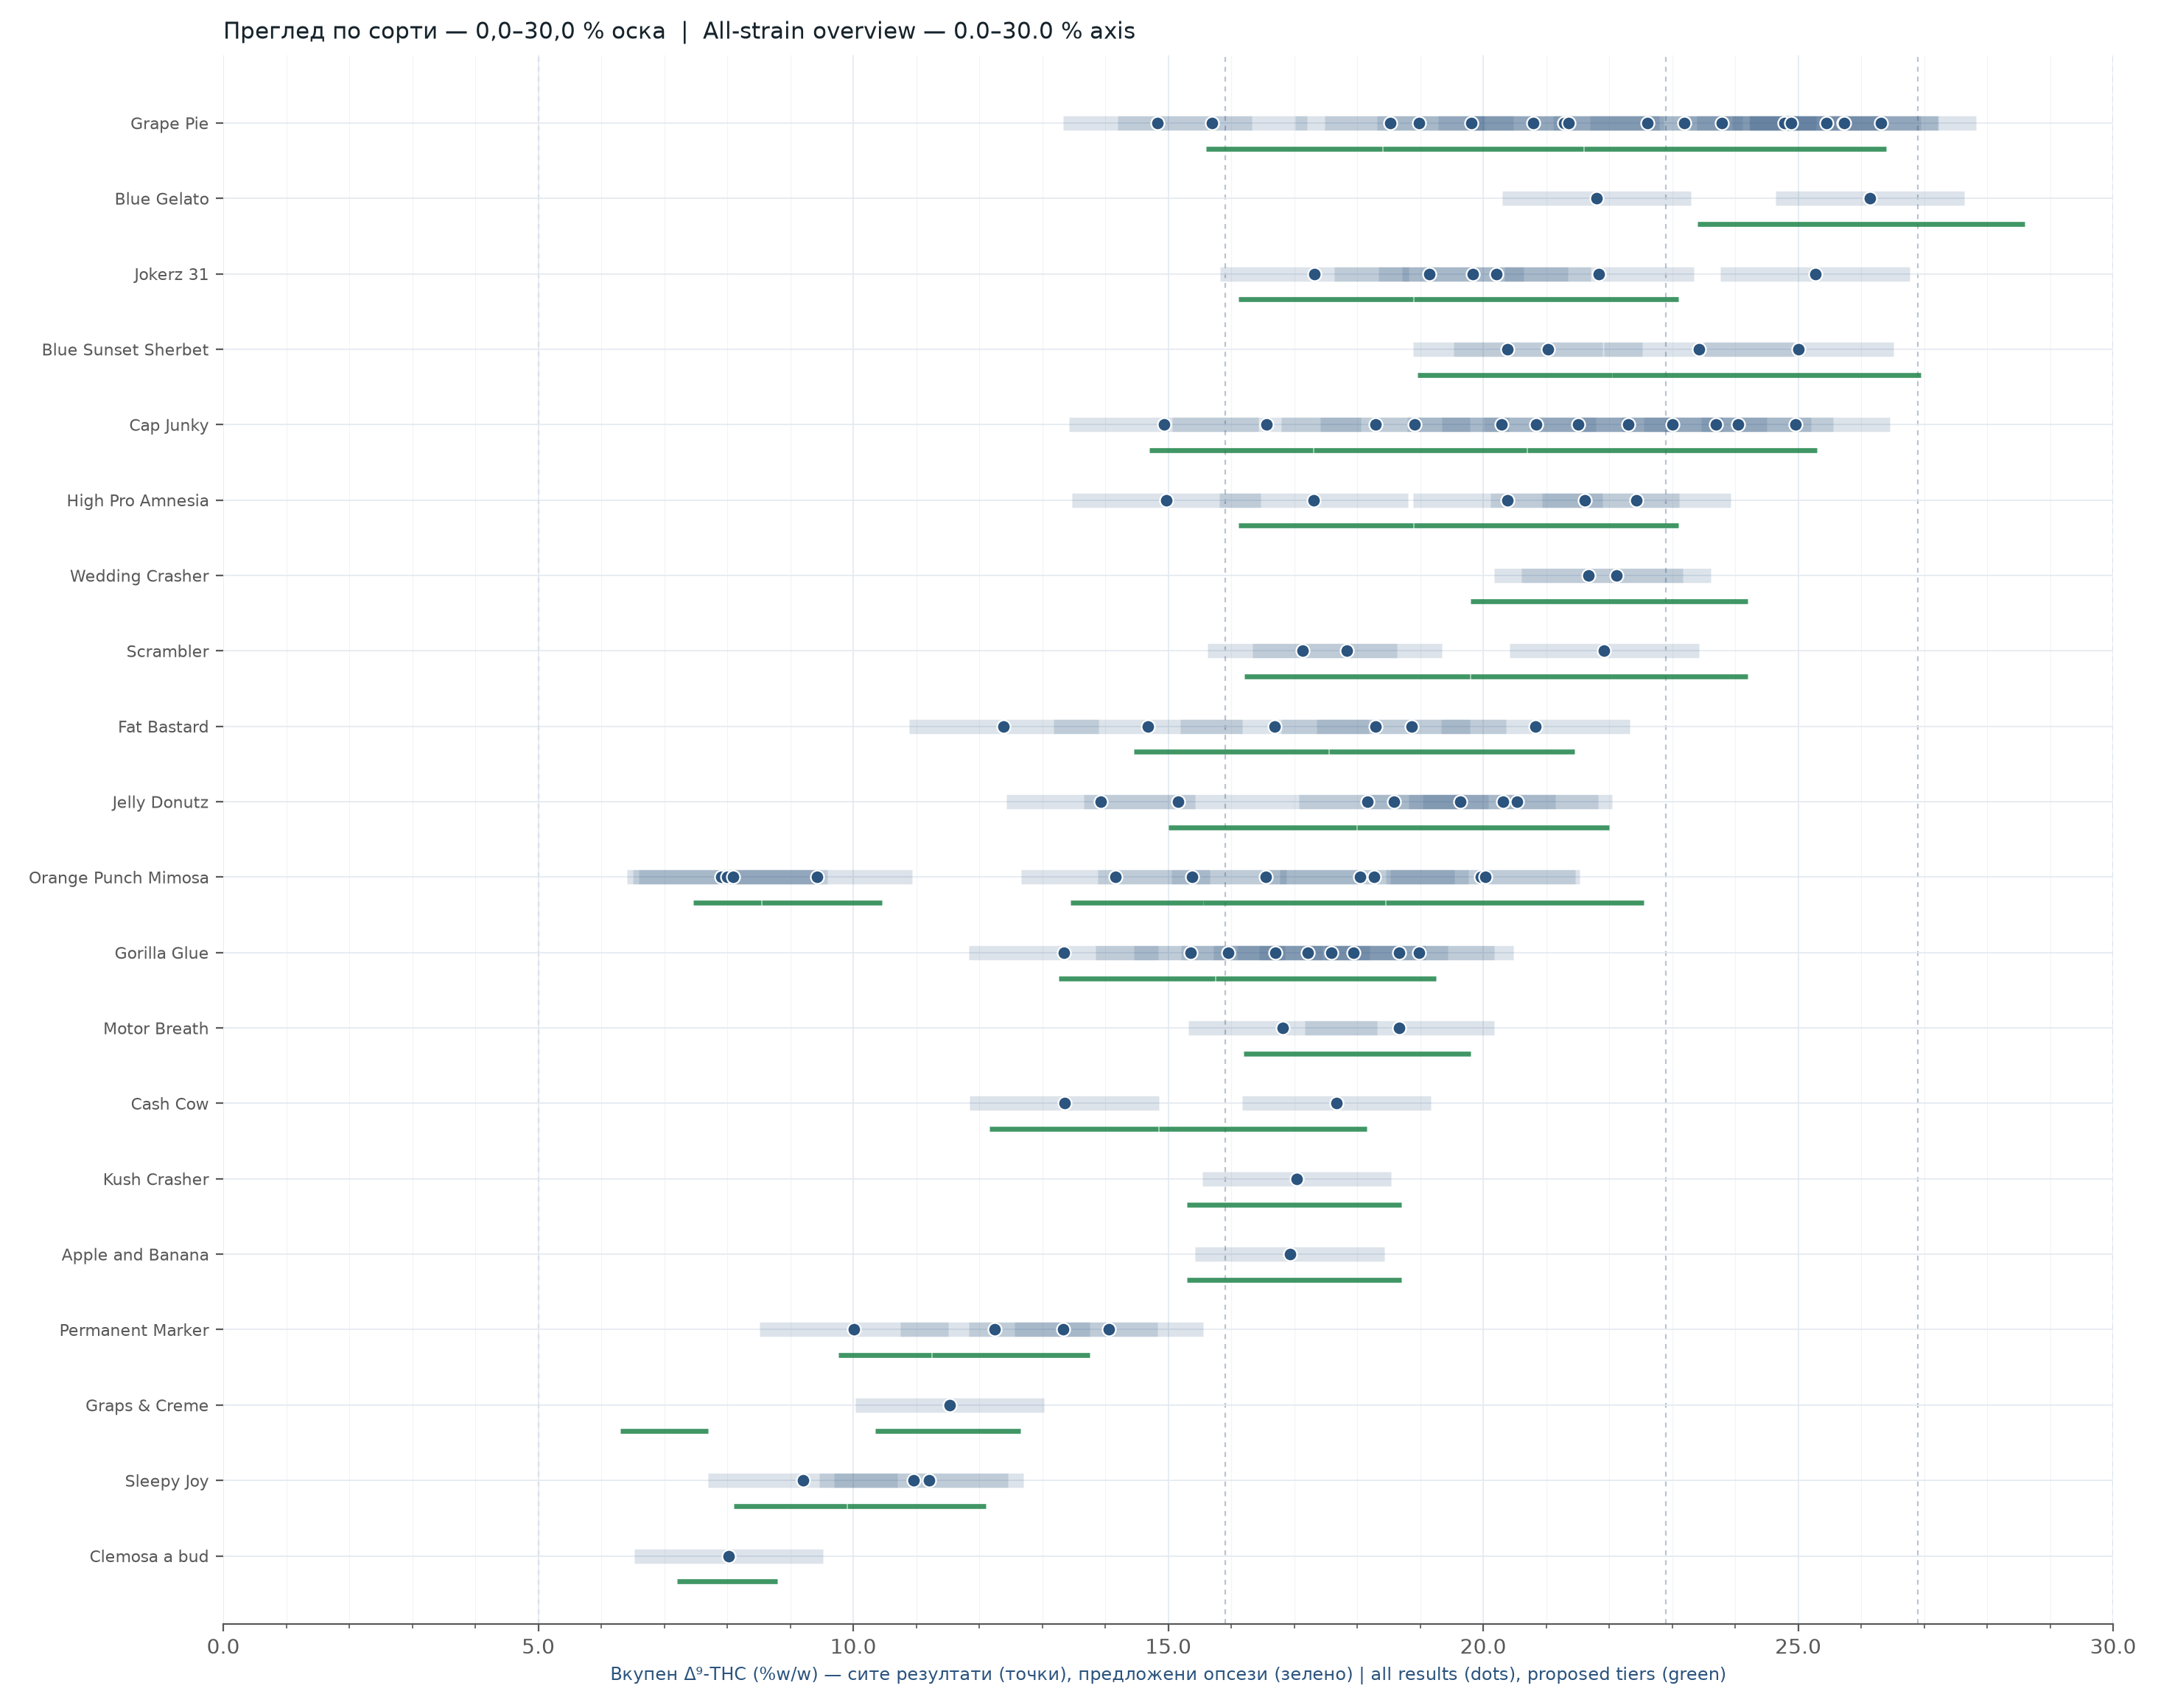 Преглед по сорти — 0,0–30,0 % оска | All-strain overview — 0.0–30.0 % axis
Grape Pie
Blue Gelato
Jokerz 31
Blue Sunset Sherbet
Cap Junky
High Pro Amnesia
Wedding Crasher
Scrambler
Fat Bastard
Jelly Donutz
Orange Punch Mimosa
Gorilla Glue
Motor Breath
Cash Cow
Kush Crasher
Apple and Banana
Permanent Marker
Graps & Creme
Sleepy Joy
Clemosa a bud
0.0 5.0 10.0 15.0 20.0 25.0 30.0
Вкупен Δ⁹-THC (%w/w) — сите резултати (точки), предложени опсези (зелено) | all results (dots), proposed tiers (green)